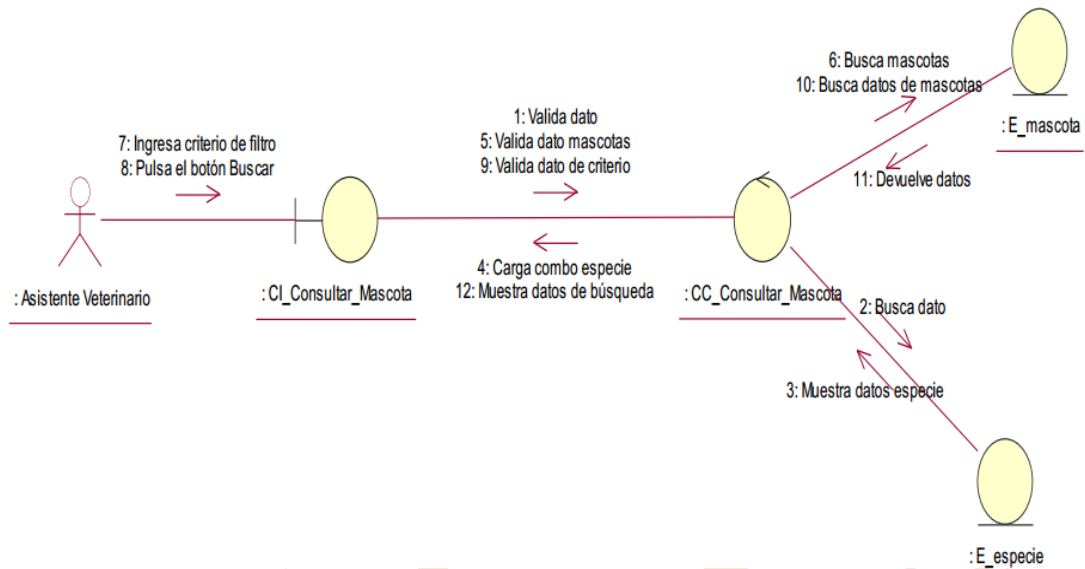 6: Busca mascotas
10: Busca datos de mascotas
: E_mascota
11: Devuelve datos
1: Valida dato
5: Valida dato mascotas
9: Valida dato de criterio
7: Ingresa criterio de filtro
8: Pulsa el botón Buscar
4: Carga combo especie
12: Muestra datos de búsqueda
: Asistente Veterinario
: CI_Consultar_Mascota
: CC_Consultar_Mascota
2: Busca dato
3: Muestra datos especie
: E_especie